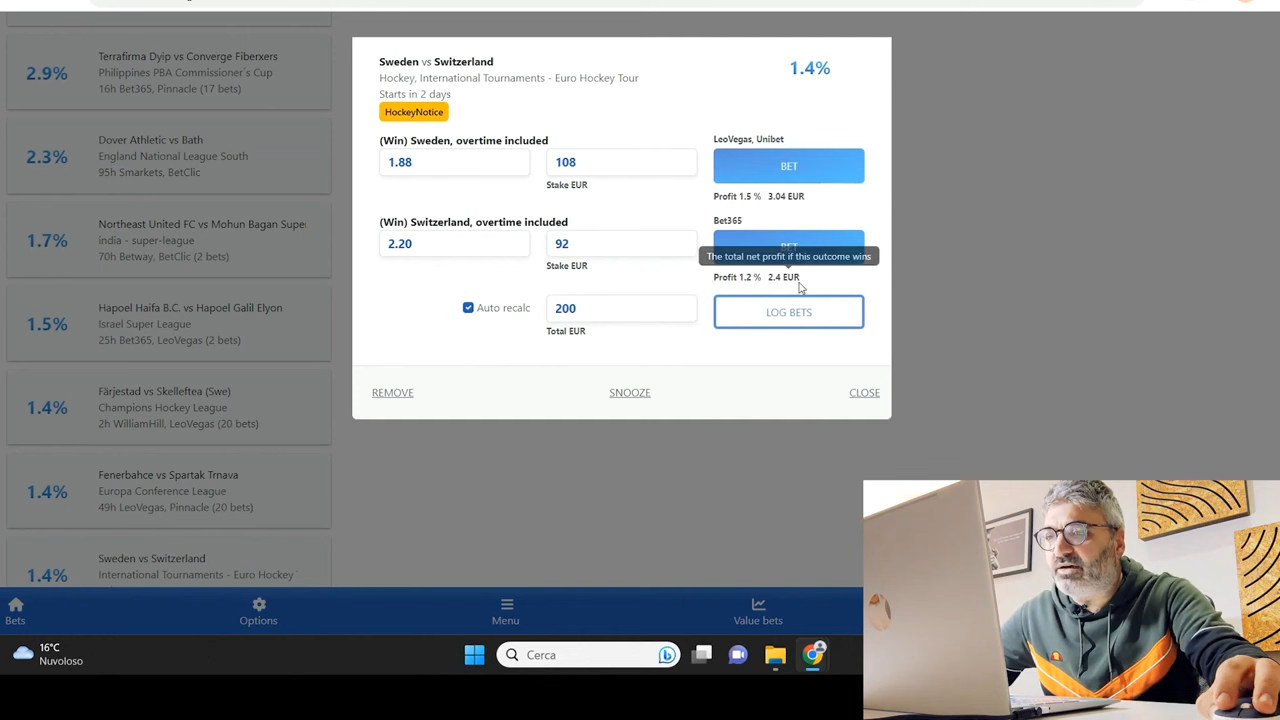 2.9%
Terrafirma Dyip vs Converge Fiberxers
Philippines PBA Commissioner´s Cup
16h Bet365, Pinnacle (17 bets)
2.3%
Dover Athletic vs Bath
England National League South
95h Smarkets, BetClic
1.7%
Northeast United FC vs Mohun Bagan Supe
india - super-league
70h Betway, BetClic (2 bets)
1.5%
Hapoel Haifa B.C. vs Hapoel Galil Elyon
Israel Super League
25h Bet365, LeoVegas (2 bets)
1.4%
Färjestad vs Skelleftea (Swe)
Champions Hockey League
2h WilliamHill, LeoVegas (20 bets)
1.4%
Fenerbahce vs Spartak Trnava
Europa Conference League
49h LeoVegas, Pinnacle (20 bets)
1.4%
Sweden vs Switzerland
International Tournaments - Euro Hockey
Sweden vs Switzerland
1.4%
Hockey, International Tournaments - Euro Hockey Tour
Starts in 2 days
HockeyNotice
(Win) Sweden, overtime included
LeoVegas, Unibet
1.88
108
BET
Stake EUR
Profit 1.5 % 3.04 EUR
(Win) Switzerland, overtime included
Bet365
2.20
92
BET
The total net profit if this outcome wins
Stake EUR
Profit 1.2 % 2.4 EUR
Auto recalc
200
LOG BETS
Total EUR
REMOVE
SNOOZE
CLOSE
Bets
Options
Menu
Value bets
16°C
Nuvoloso
Cerca